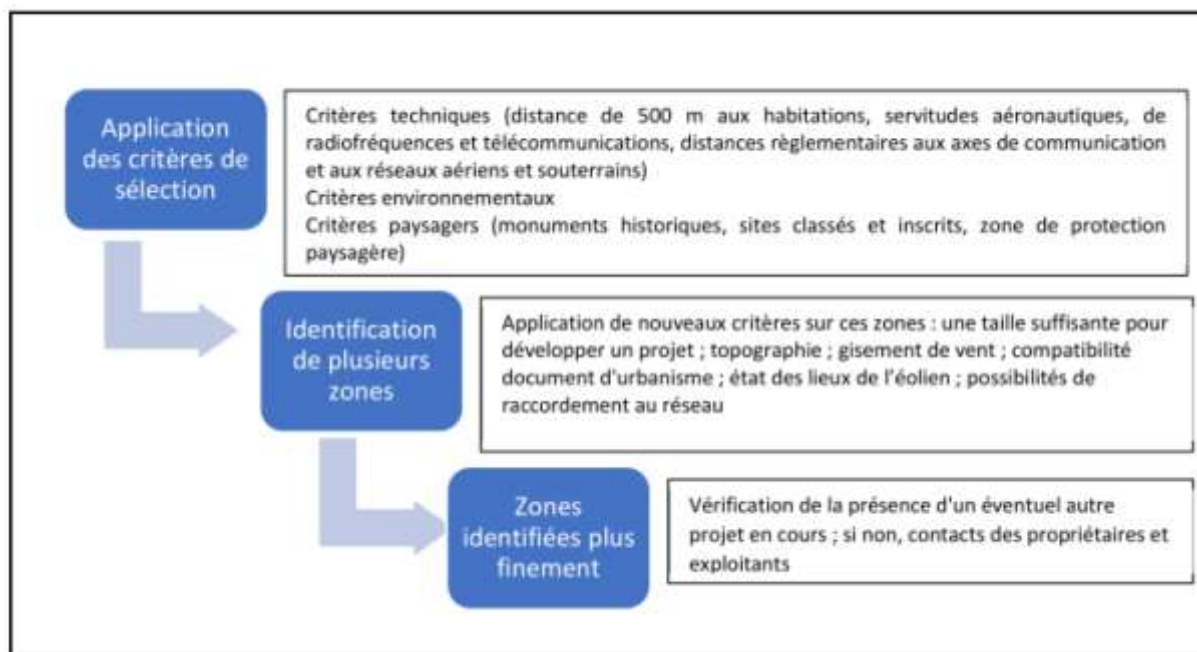 Application
des critères de
sélection
Critères techniques (distance de 500 m aux habitations, servitudes aéronautiques, de
radiofréquences et télécommunications, distances règlementaires aux axes de communication
et aux réseaux aériens et souterrains)
Critères environnementaux
Critères paysagers (monuments historiques, sites classés et inscrits, zone de protection
paysagère)
Identification
de plusieurs
zones
Application de nouveaux critères sur ces zones : une taille suffisante pour
développer un projet ; topographie ; gisement de vent ; compatibilité
document d'urbanisme ; état des lieux de l'éolien ; possibilités de
raccordement au réseau
Zones
identifiées plus
finement
Vérification de la présence d'un éventuel autre
projet en cours ; si non, contacts des propriétaires et
exploitants